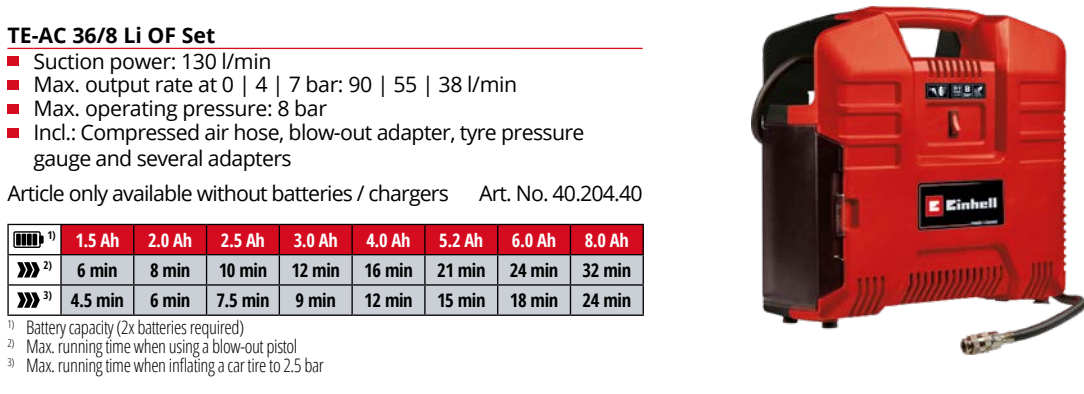 TE-AC 36/8 Li OF Set
Suction power: 130 l/min
Max. output rate at 0 | 4 | 7 bar: 90 | 55 | 38 l/min
Max. operating pressure: 8 bar
Incl.: Compressed air hose, blow-out adapter, tyre pressure
gauge and several adapters
Article only available without batteries / chargers Art. No. 40.204.40
1) 1.5 Ah 2.0 Ah 2.5 Ah 3.0 Ah 4.0 Ah 5.2 Ah 6.0 Ah 8.0 Ah
2) 6 min 8 min 10 min 12 min 16 min 21 min 24 min 32 min
3) 4.5 min 6 min 7.5 min 9 min 12 min 15 min 18 min 24 min
1) Battery capacity (2x batteries required)
2) Max. running time when using a blow-out pistol
3) Max. running time when inflating a car tire to 2.5 bar
Einhell